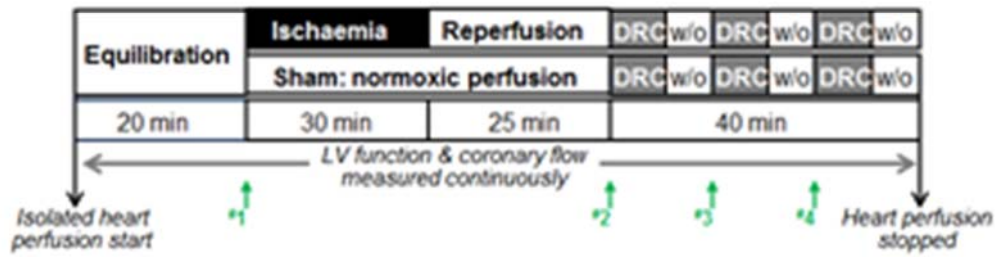 Equilibration
Ischaemia
Reperfusion
DRC w/o DRC w/o DRC w/o
Sham: normoxic perfusion
DRC w/o DRC w/o DRC w/o
20 min
30 min
25 min
40 min
LV function & coronary flow
measured continuously
#1
#2
#3
#4
Isolated heart
perfusion start
Heart perfusion
stopped